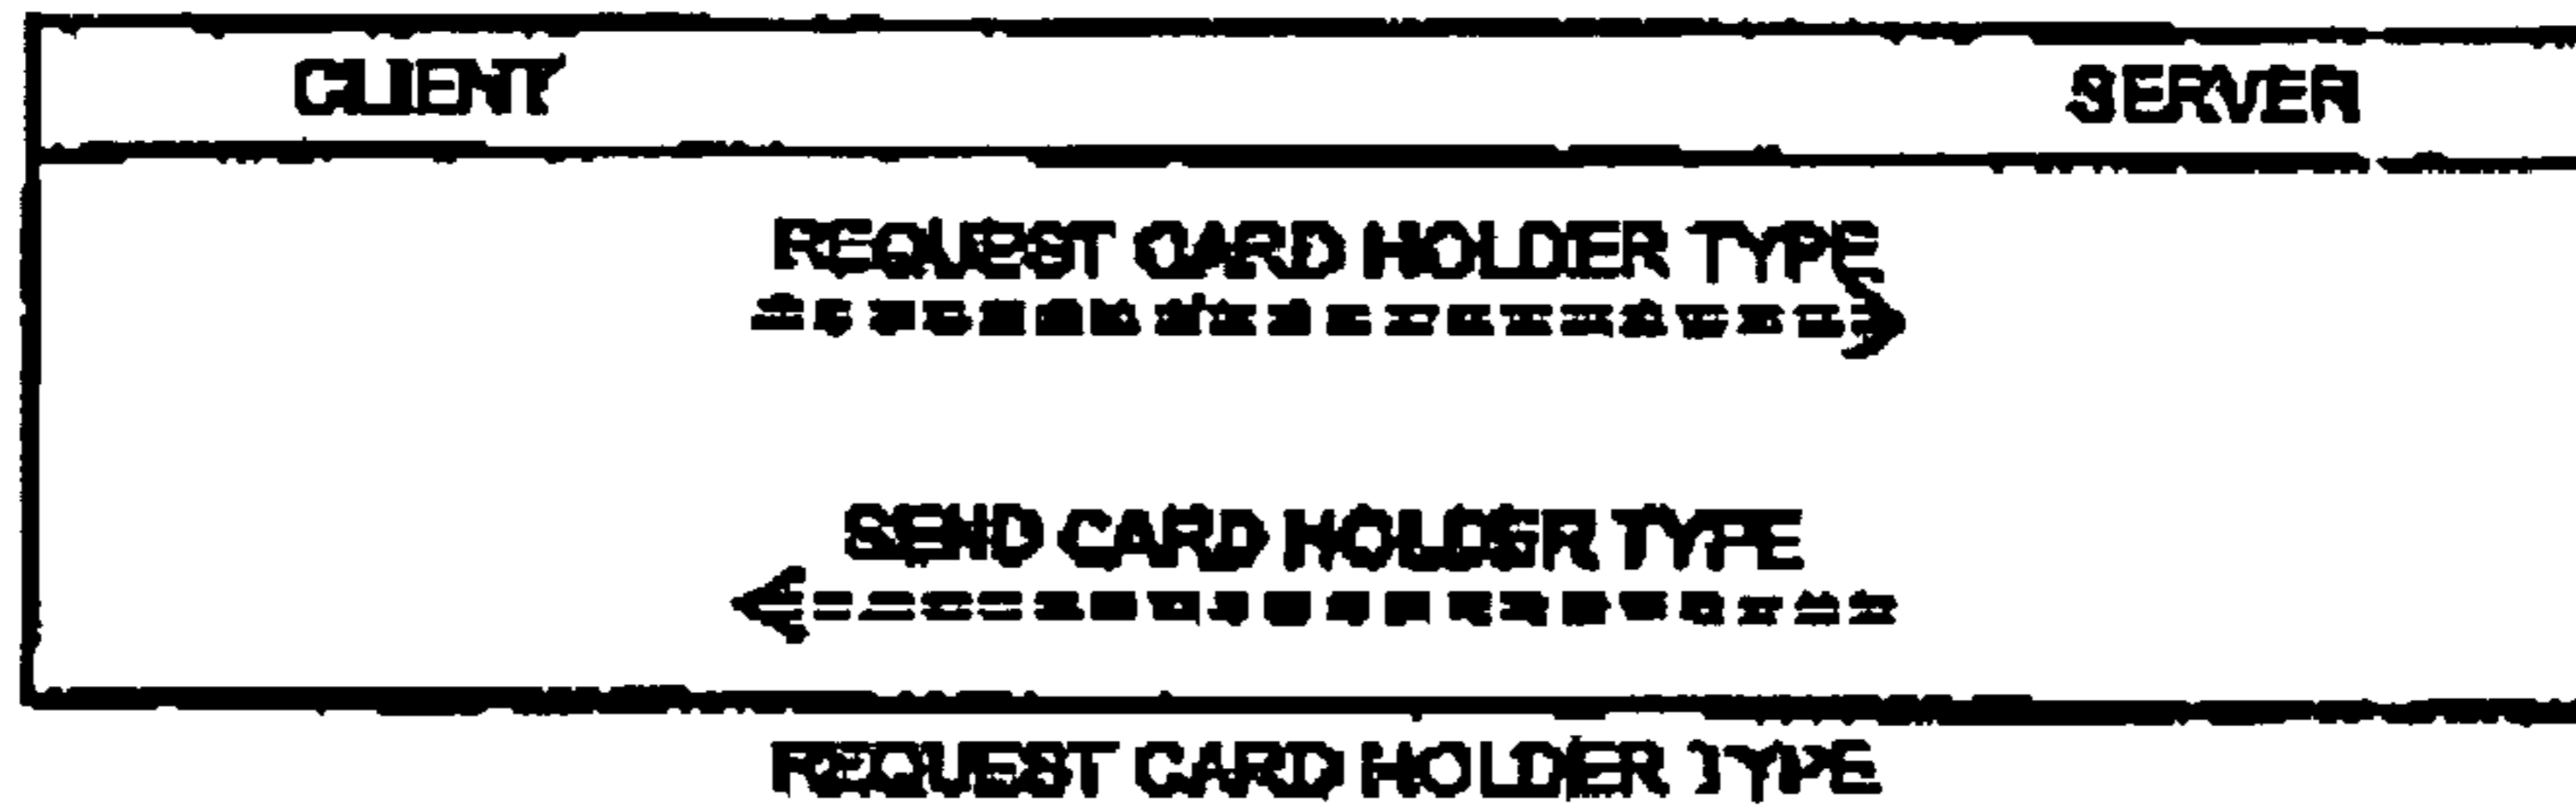 CLIENT SERVER
REQUEST CARD HOLDER TYPE
SEND CARD HOLDER TYPE
REQUEST CARD HOLDER TYPE